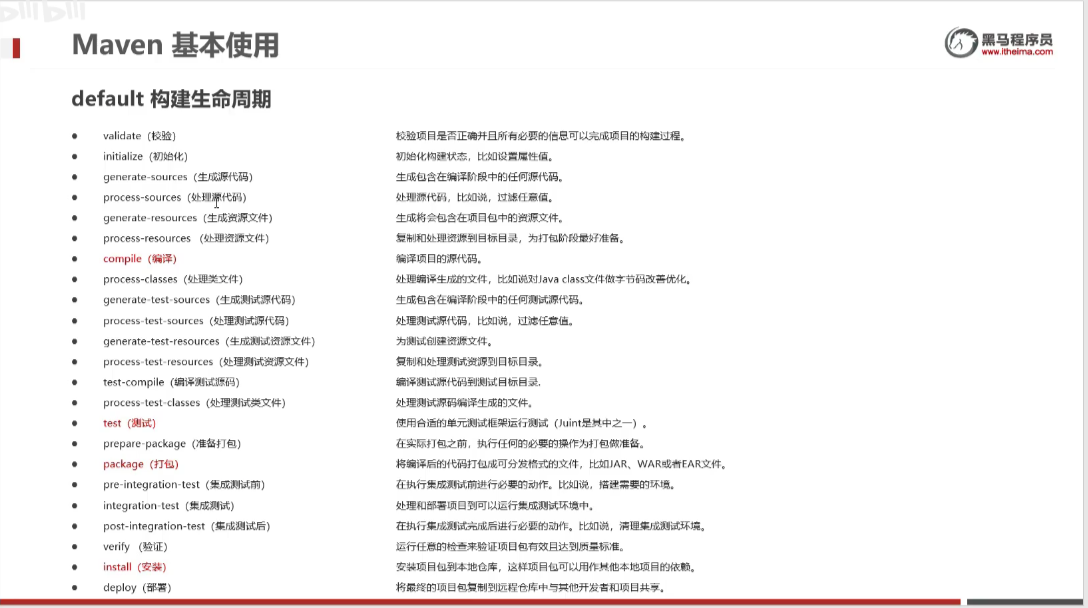 Maven 基本使用
黑马程序员
www.itheima.com
default 构建生命周期
● validate（校验） 校验项目是否正确并且所有必要的信息可以完成项目的构建过程。
● initialize（初始化） 初始化构建状态，比如设置属性值。
● generate-sources（生成源代码） 生成包含在编译阶段中的任何源代码。
● process-sources（处理源代码） 处理源代码，比如说，过滤任意值。
● generate-resources（生成资源文件） 生成将会包含在项目包中的资源文件。
● process-resources （处理资源文件） 复制和处理资源到目标目录，为打包阶段最好准备。
● compile（编译） 编译项目的源代码。
● process-classes（处理类文件） 处理编译生成的文件，比如说对Java class文件做字节码改善优化。
● generate-test-sources（生成测试源代码） 生成包含在编译阶段中的任何测试源代码。
● process-test-sources（处理测试源代码） 处理测试源代码，比如说，过滤任意值。
● generate-test-resources（生成测试资源文件） 为测试创建资源文件。
● process-test-resources（处理测试资源文件） 复制和处理测试资源到目标目录。
● test-compile（编译测试源码） 编译测试源代码到测试目标目录.
● process-test-classes（处理测试类文件） 处理测试源码编译生成的文件。
● test（测试） 使用合适的单元测试框架运行测试（Juint是其中之一）。
● prepare-package（准备打包） 在实际打包之前，执行任何的必要的操作为打包做准备。
● package（打包） 将编译后的代码打包成可分发格式的文件，比如JAR、WAR或者EAR文件。
● pre-integration-test（集成测试前） 在执行集成测试前进行必要的动作。比如说，搭建需要的环境。
● integration-test（集成测试） 处理和部署项目到可以运行集成测试环境中。
● post-integration-test（集成测试后） 在执行集成测试完成后进行必要的动作。比如说，清理集成测试环境。
● verify （验证） 运行任意的检查来验证项目包有效且达到质量标准。
● install（安装） 安装项目包到本地仓库，这样项目包可以用作其他本地项目的依赖。
● deploy（部署） 将最终的项目包复制到远程仓库中与其他开发者和项目共享。